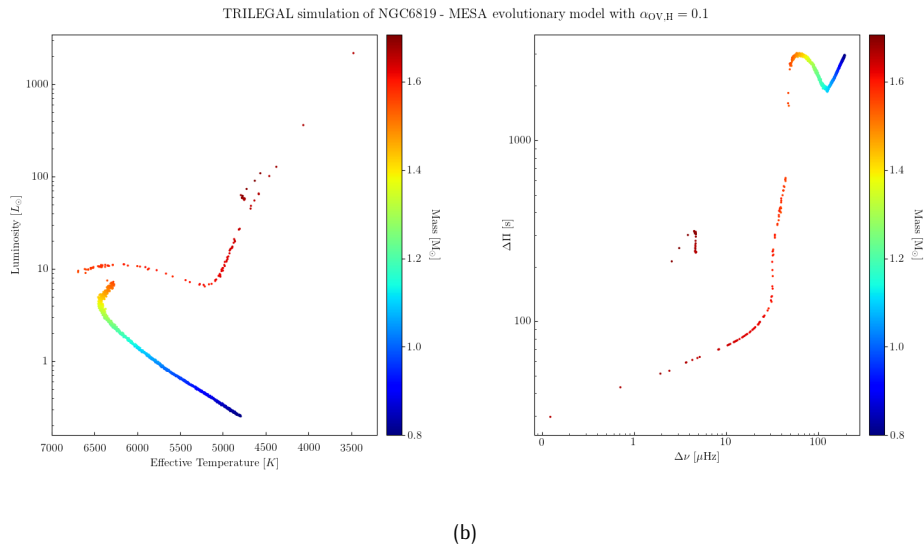 TRILEGAL simulation of NGC6819 - MESA evolutionary model with α_OV,H = 0.1
1000
100
10
1
Luminosity [L⊙]
7000 6500 6000 5500 5000 4500 4000 3500
Effective Temperature [K]
1.6
1.4
1.2
1.0
0.8
Mass [M⊙]
1000
100
ΔΠ [s]
0 1 10 100
Δν [μHz]
1.6
1.4
1.2
1.0
0.8
Mass [M⊙]
(b)